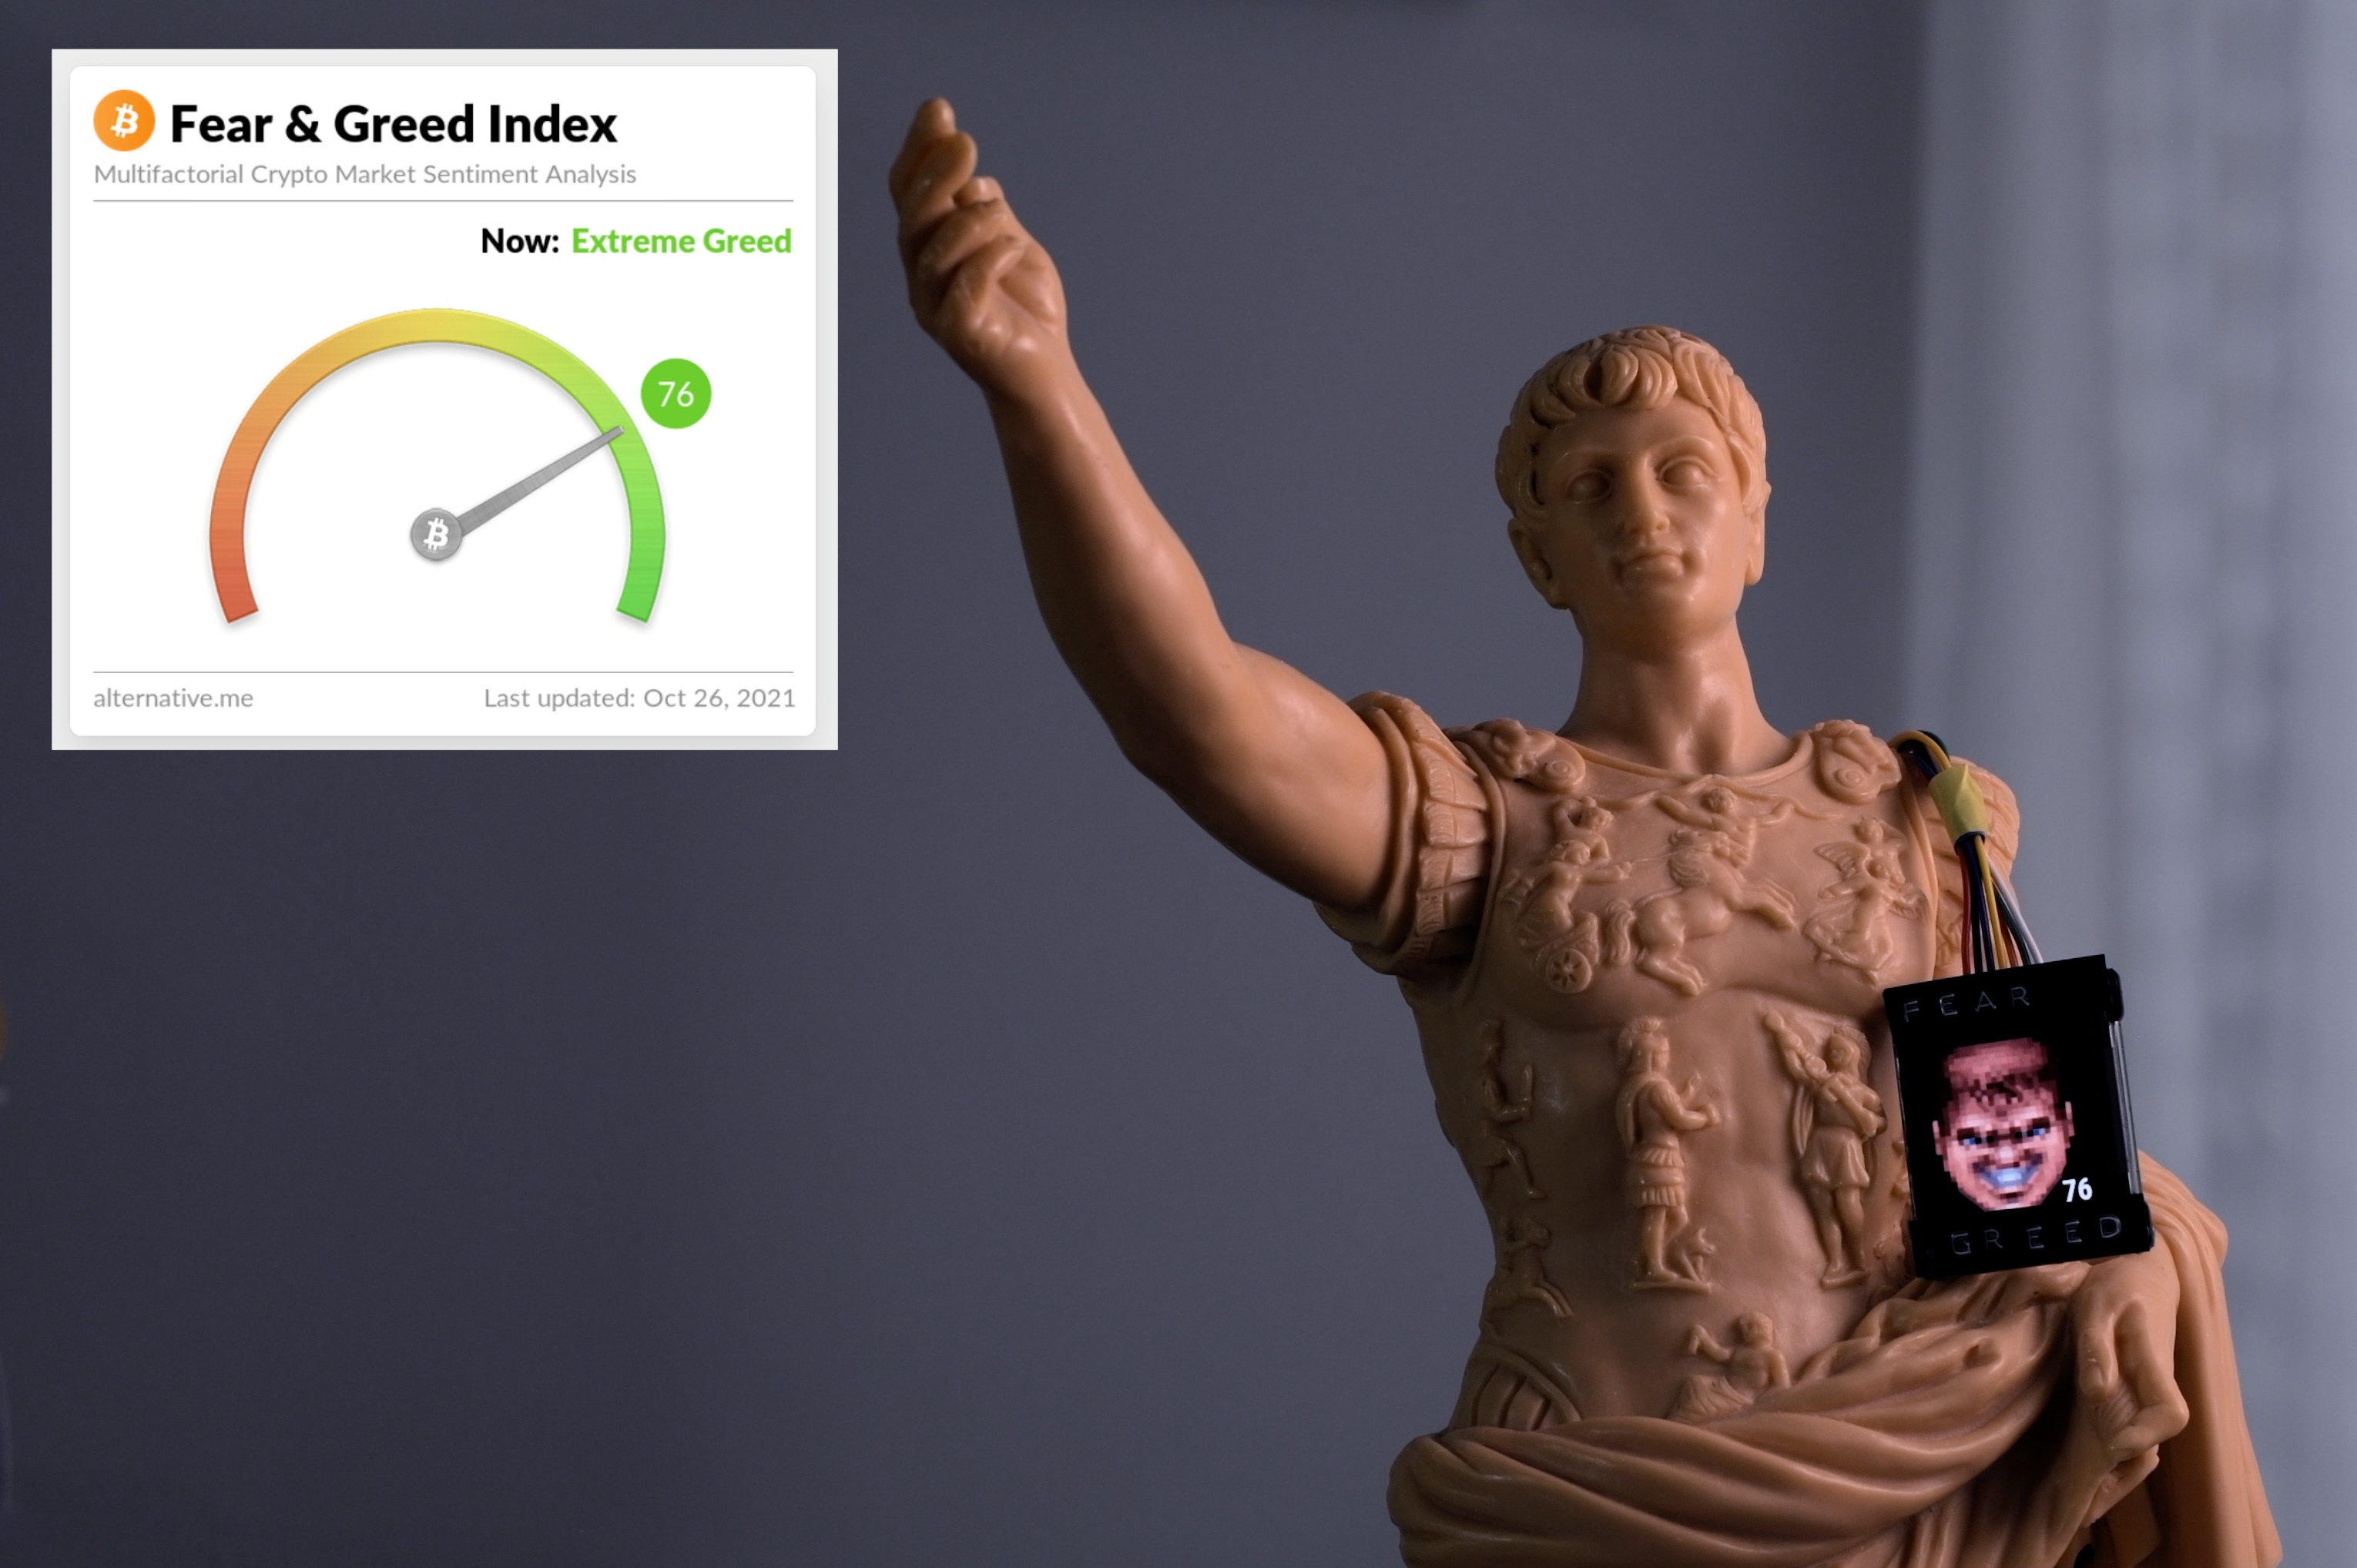 Fear & Greed Index
Multifactorial Crypto Market Sentiment Analysis
Now: Extreme Greed
76
alternative.me
Last updated: Oct 26, 2021
FEAR
76
GREED